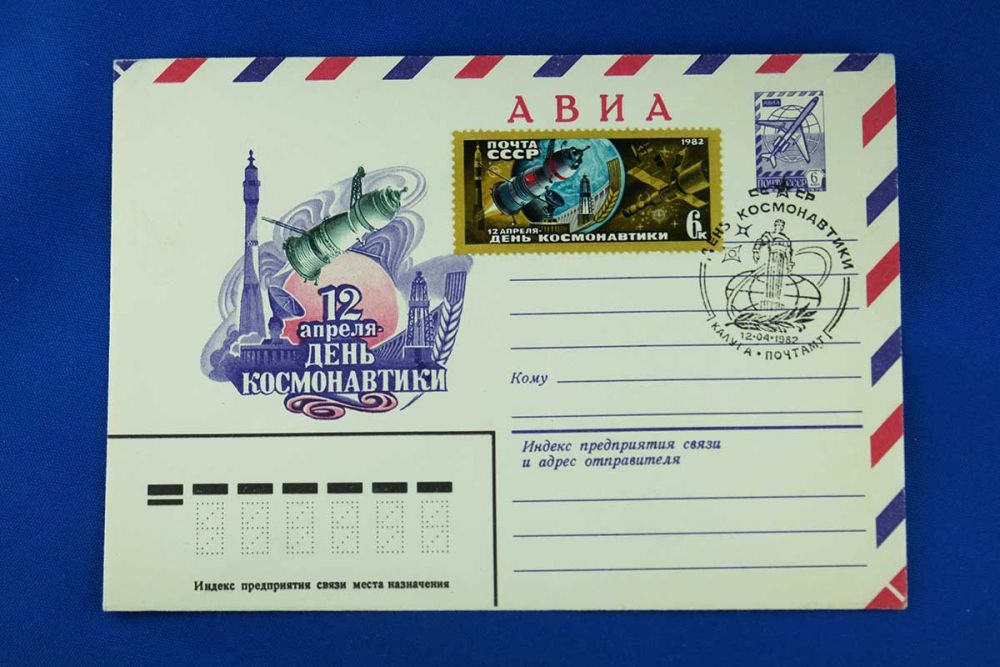 АВИА
АВИА
ПОЧТА СССР
6
ПОЧТА
СССР
1982
12 АПРЕЛЯ-
ДЕНЬ КОСМОНАВТИКИ
6к
СССР
ДЕНЬ КОСМОНАВТИКИ
12•04•1982
КАЛУГА • ПОЧТАМТ
12
апреля-
ДЕНЬ
КОСМОНАВТИКИ
Кому
Индекс предприятия связи
и адрес отправителя
Индекс предприятия связи места назначения